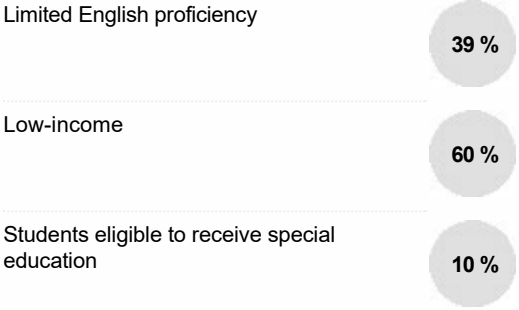 Limited English proficiency
39 %
Low-income
60 %
Students eligible to receive special
education
10 %